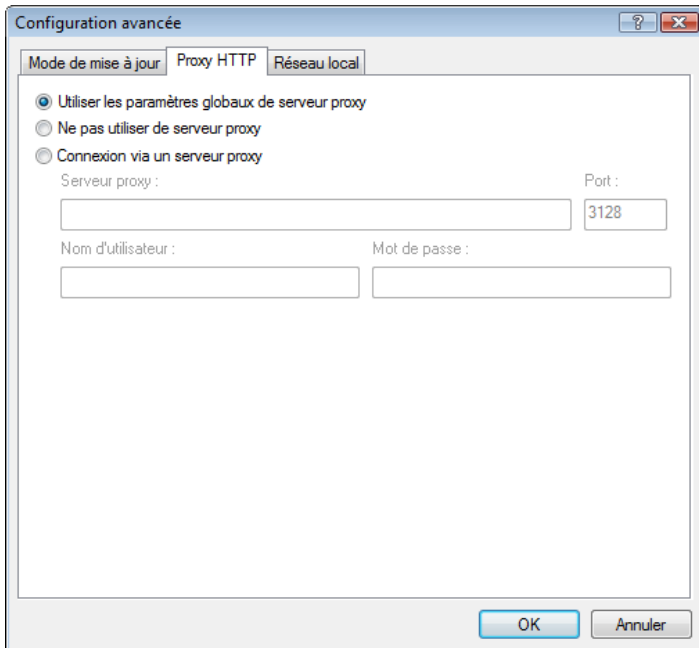 Configuration avancée
Mode de mise à jour Proxy HTTP Réseau local
Utiliser les paramètres globaux de serveur proxy
Ne pas utiliser de serveur proxy
Connexion via un serveur proxy
Serveur proxy : Port :
3128
Nom d'utilisateur : Mot de passe :
OK Annuler